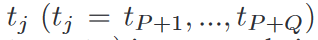 t_j (t_j = t_{P+1}, ..., t_{P+Q})